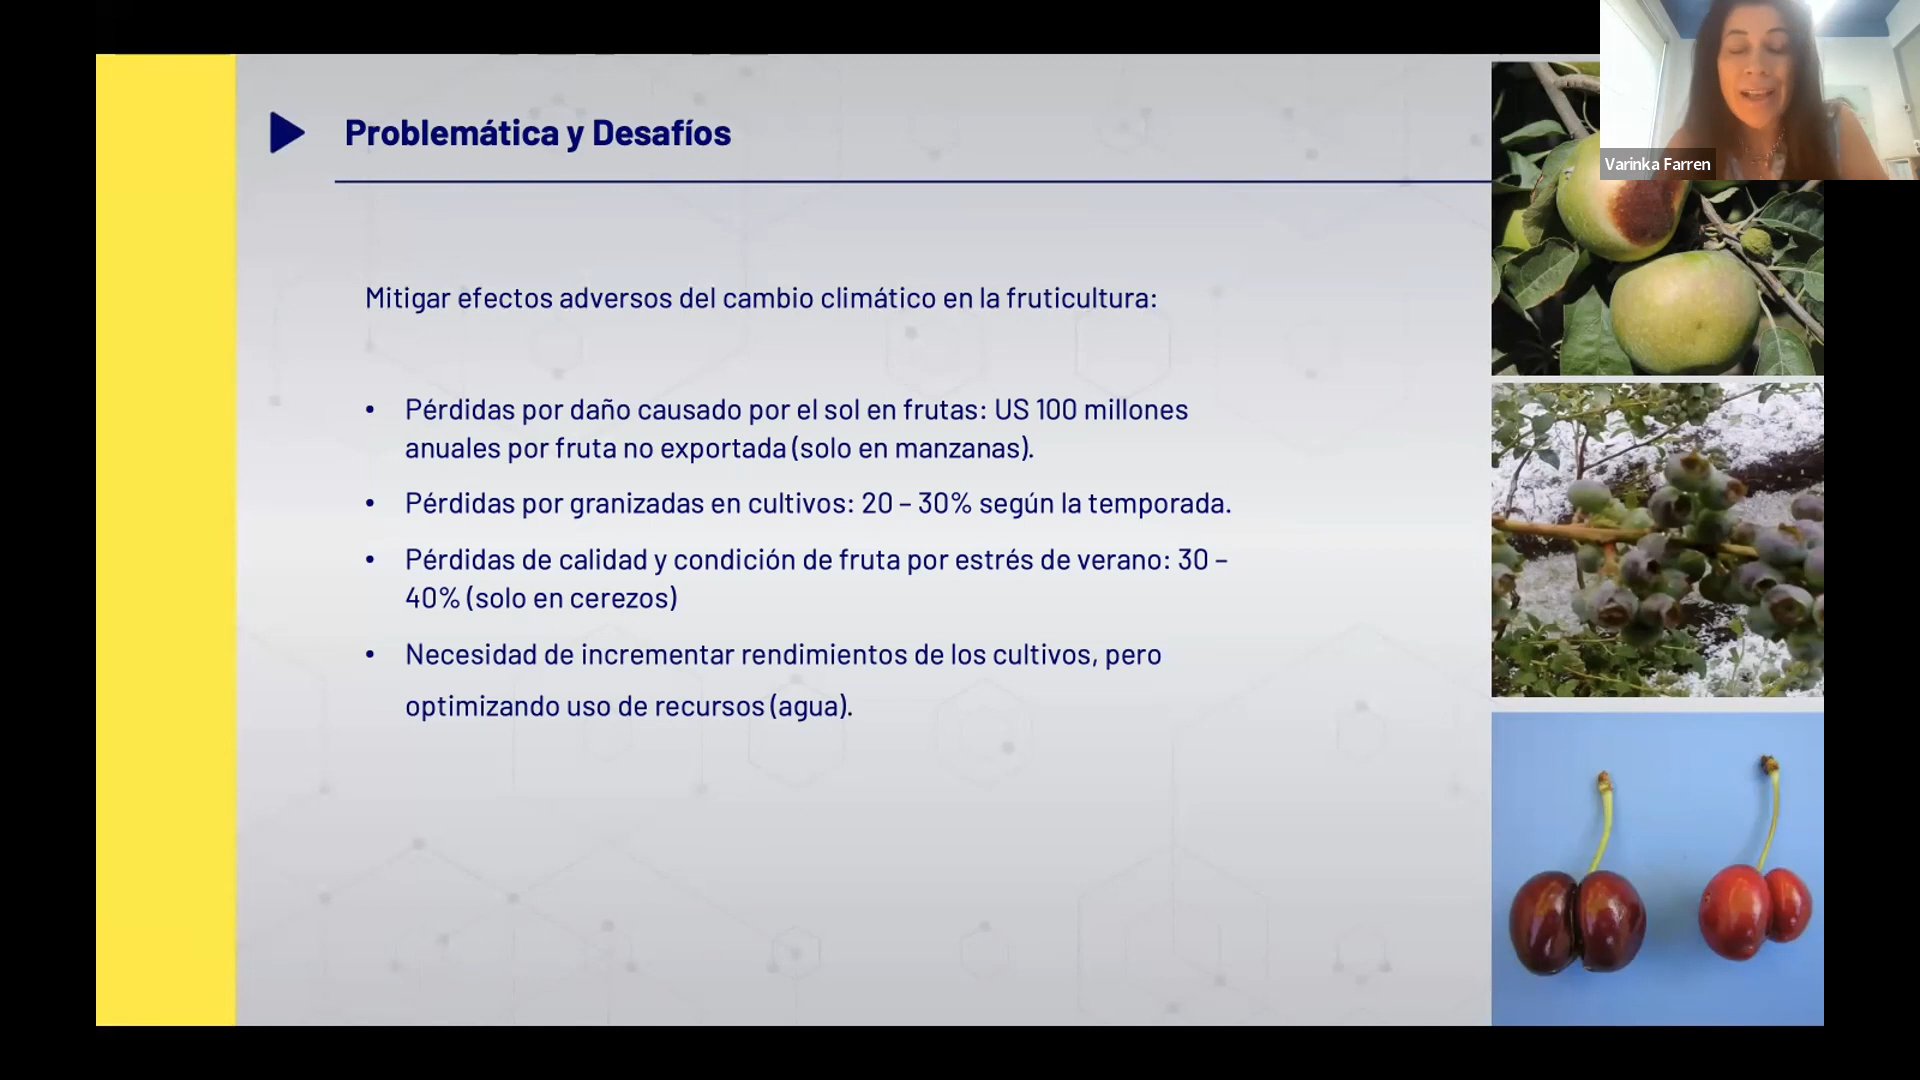 Problemática y Desafíos
Varinka Farren
Mitigar efectos adversos del cambio climático en la fruticultura:
• Pérdidas por daño causado por el sol en frutas: US 100 millones
anuales por fruta no exportada (solo en manzanas).
• Pérdidas por granizadas en cultivos: 20 – 30% según la temporada.
• Pérdidas de calidad y condición de fruta por estrés de verano: 30 –
40% (solo en cerezos)
• Necesidad de incrementar rendimientos de los cultivos, pero
optimizando uso de recursos (agua).